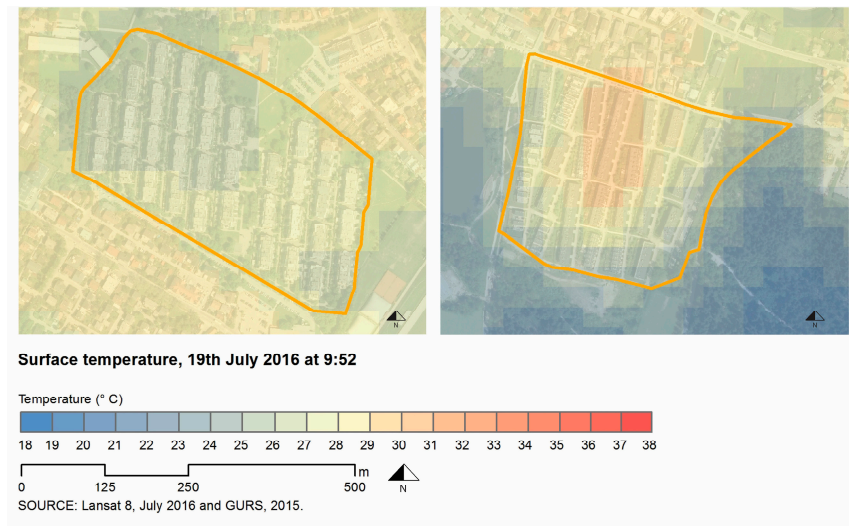 N
N
Surface temperature, 19th July 2016 at 9:52
Temperature (° C)
18 19 20 21 22 23 24 25 26 27 28 29 30 31 32 33 34 35 36 37 38
m
0 125 250 500
N
SOURCE: Lansat 8, July 2016 and GURS, 2015.